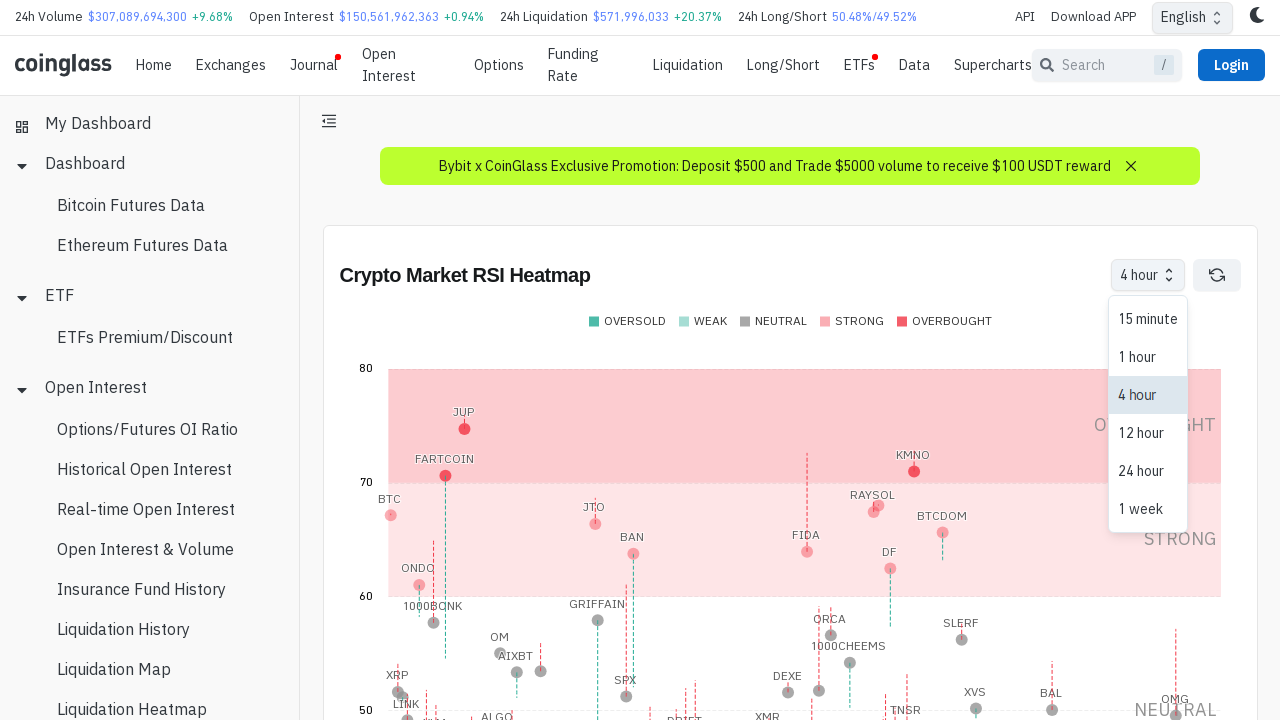 24h Volume $307,089,694,300 +9.68% Open Interest $150,561,962,363 +0.94% 24h Liquidation $571,996,033 +20.37% 24h Long/Short 50.48%/49.52% API Download APP English
coinglass Home Exchanges Journal Open Interest Options Funding Rate Liquidation Long/Short ETFs Data Supercharts Search / Login
My Dashboard
Dashboard
Bitcoin Futures Data
Ethereum Futures Data
ETF
ETFs Premium/Discount
Open Interest
Options/Futures OI Ratio
Historical Open Interest
Real-time Open Interest
Open Interest & Volume
Insurance Fund History
Liquidation History
Liquidation Map
Liquidation Heatmap
Bybit x CoinGlass Exclusive Promotion: Deposit $500 and Trade $5000 volume to receive $100 USDT reward
Crypto Market RSI Heatmap
4 hour
15 minute
1 hour
4 hour
12 hour
24 hour
1 week
OVERSOLD WEAK NEUTRAL STRONG OVERBOUGHT
80
JUP
FARTCOIN
KMNO
70
BTC
RAYSOL
JTO
BTCDOM
FIDA
BAN
STRONG
DF
ONDO
60
1000BONK
GRIFFAIN
ORCA
SLERF
OM
1000CHEEMS
AIXBT
XRP
SPX
DEXE
XVS
BAL
OMG
LINK
50
TNSR
NEUTRAL
ALGO
XMR